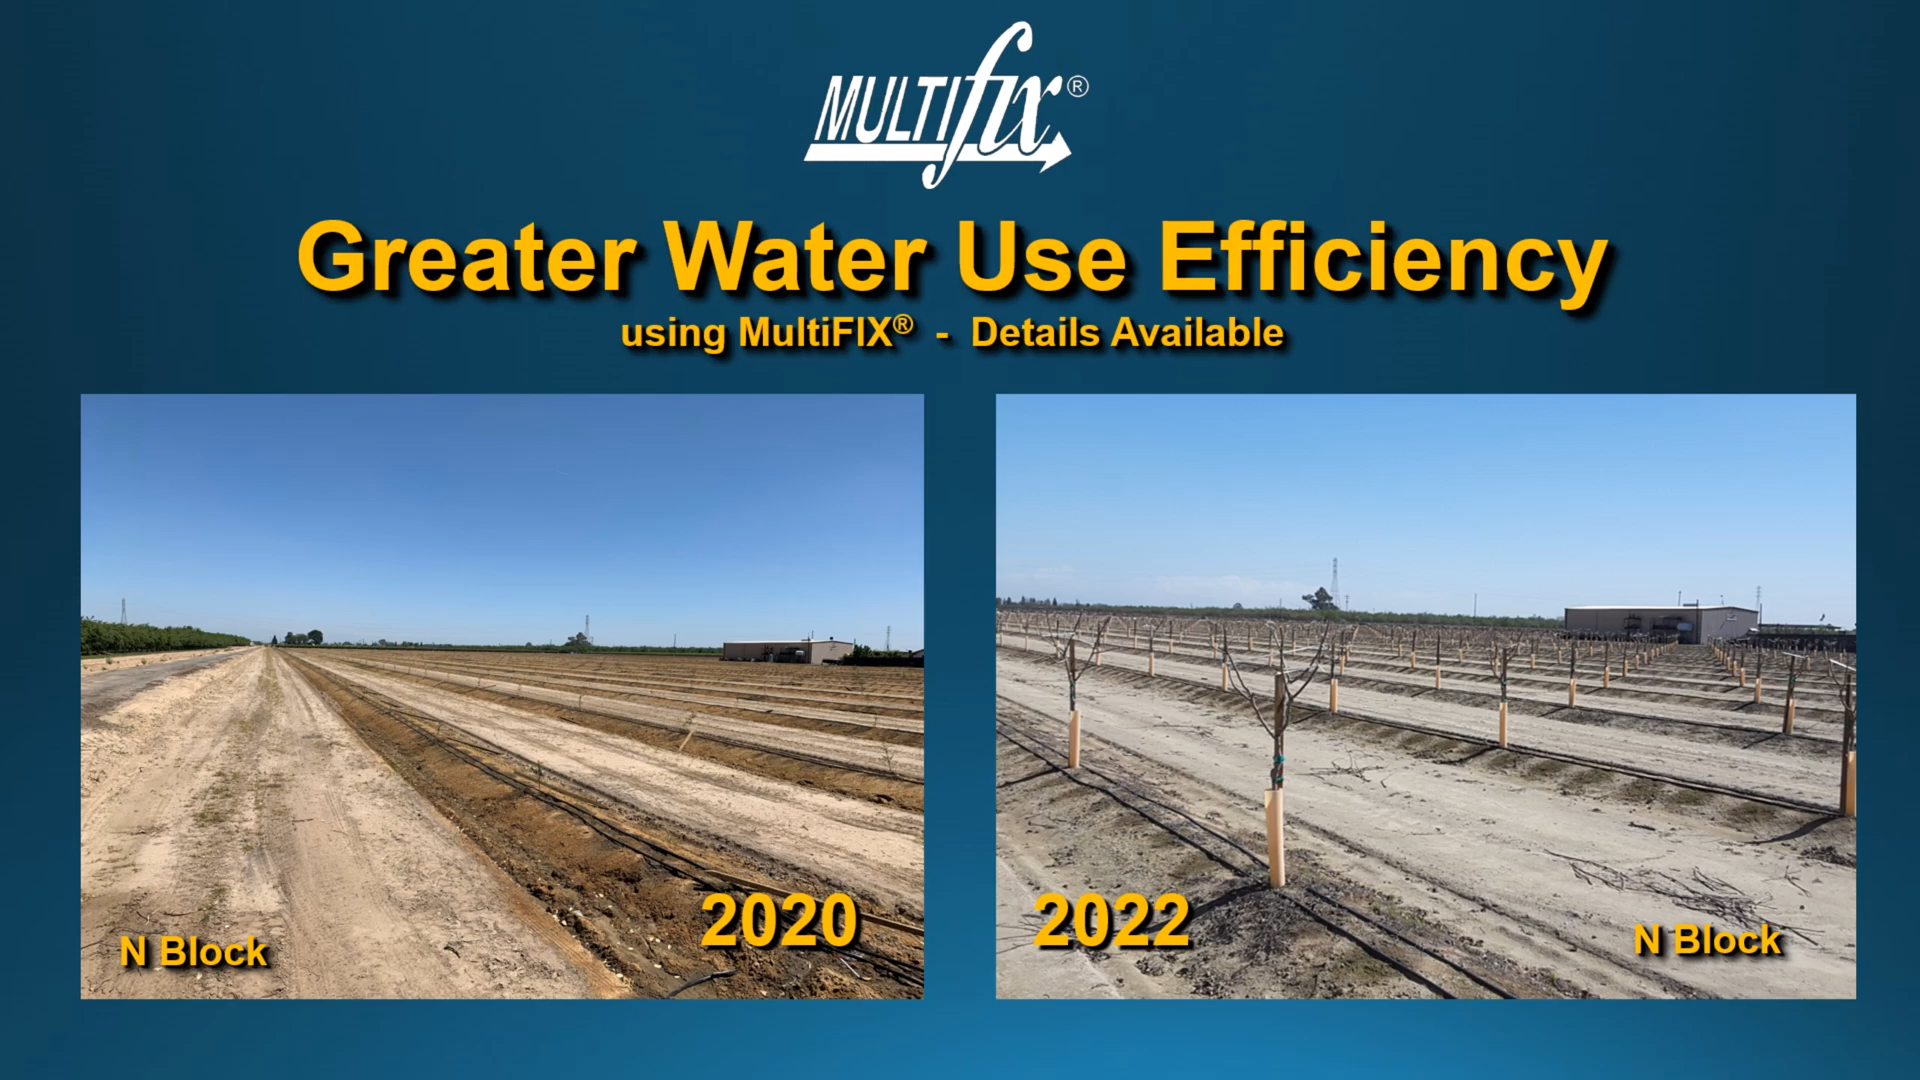 MULTIfix®
Greater Water Use Efficiency
using MultiFIX® - Details Available
2020
N Block
2022
N Block